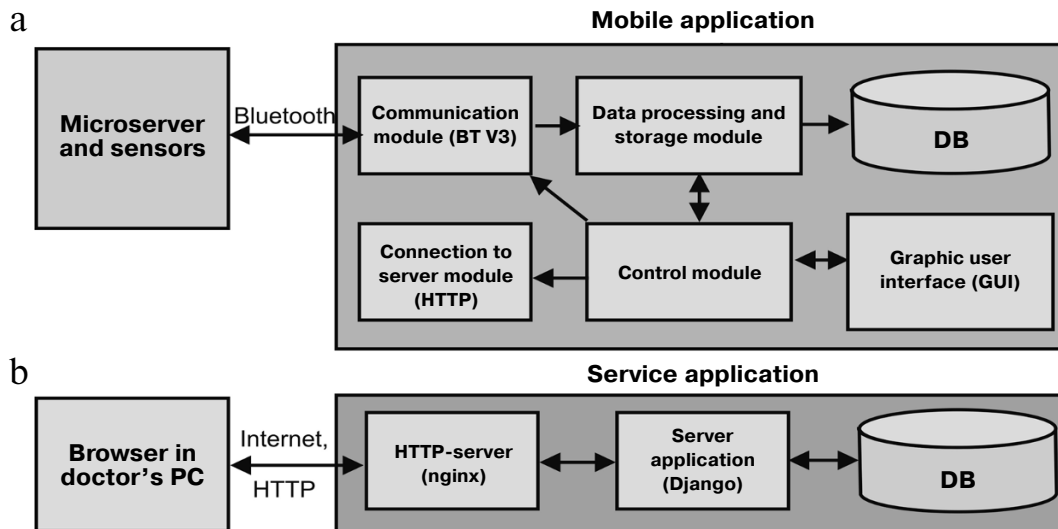 a
Mobile application
Microserver
and sensors
Bluetooth
Communication
module (BT V3)
Data processing and
storage module
DB
Connection to
server module
(HTTP)
Control module
Graphic user
interface (GUI)
b
Service application
Browser in
doctor's PC
Internet,
HTTP
HTTP-server
(nginx)
Server
application
(Django)
DB